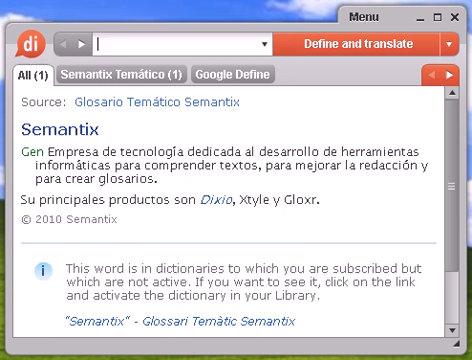 Menu
di
Define and translate
All (1)
Semantix Temático (1)
Google Define
Source: Glosario Temático Semantix
Semantix
Gen Empresa de tecnología dedicada al desarrollo de herramientas
informáticas para comprender textos, para mejorar la redacción y
para crear glosarios.
Su principales productos son Dixio, Xtyle y Gloxr.
© 2010 Semantix
i
This word is in dictionaries to which you are subscribed but
which are not active. If you want to see it, click on the link
and activate the dictionary in your Library.
"Semantix" - Glossari Temàtic Semantix